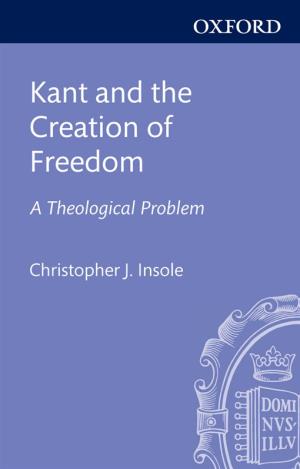 OXFORD
Kant and the
Creation of
Freedom
A Theological Problem
Christopher J. Insole
DOMI
NVS·
ILLV